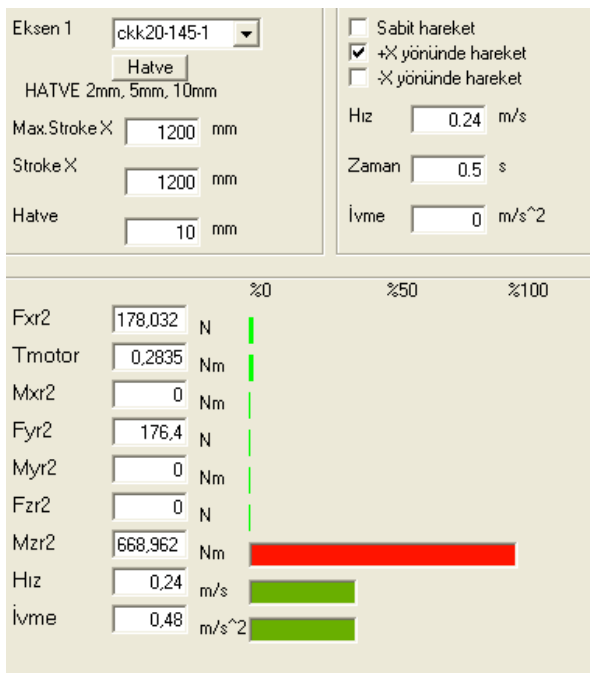 Eksen 1 ckk20-145-1
Hatve
HATVE 2mm, 5mm, 10mm
Max.Stroke X 1200 mm
Stroke X 1200 mm
Hatve 10 mm
Sabit hareket
+X yönünde hareket
-X yönünde hareket
Hız 0.24 m/s
Zaman 0.5 s
İvme 0 m/s^2
%0 %50 %100
Fxr2 178,032 N
Tmotor 0,2835 Nm
Mxr2 0 Nm
Fyr2 176,4 N
Myr2 0 Nm
Fzr2 0 N
Mzr2 668,962 Nm
Hız 0,24 m/s
İvme 0,48 m/s^2